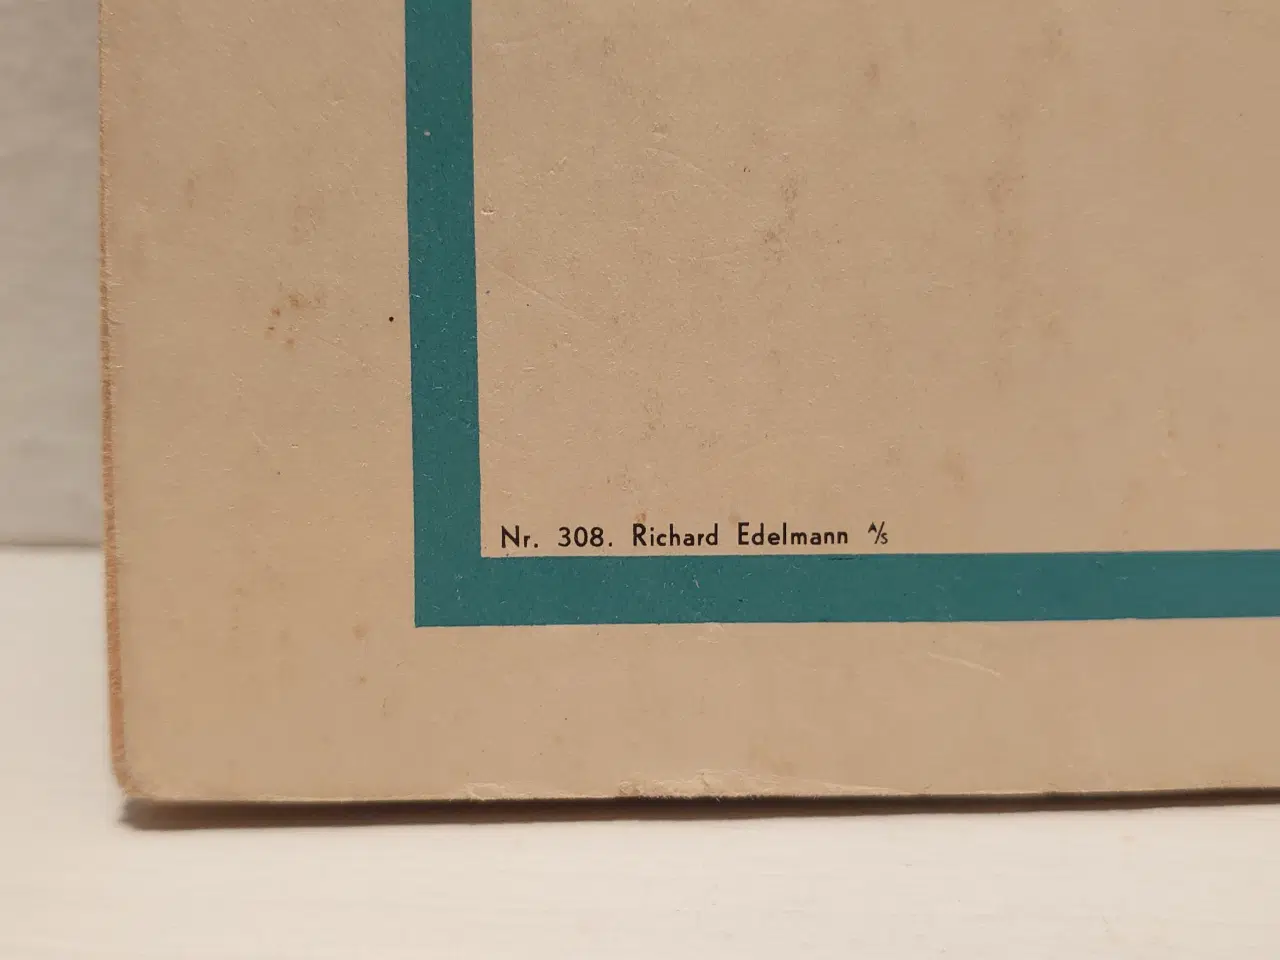 Nr. 308. Richard Edelmann A/S